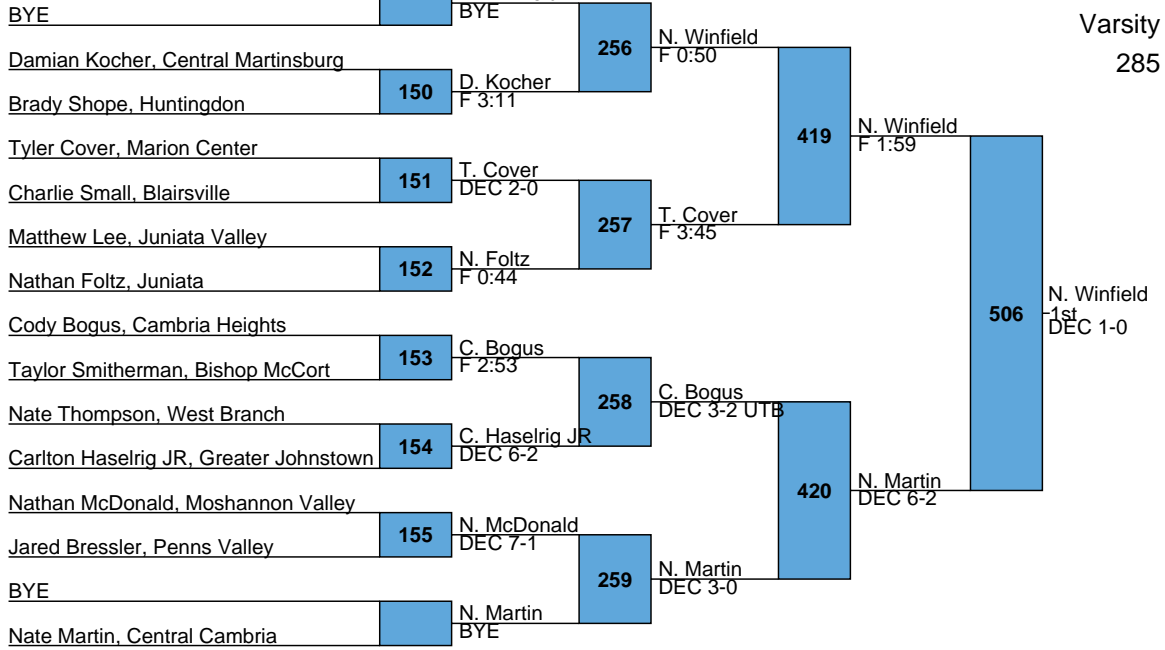 BYE
BYE
Varsity
285
256
N. Winfield
F 0:50
Damian Kocher, Central Martinsburg
150
D. Kocher
F 3:11
Brady Shope, Huntingdon
419
N. Winfield
F 1:59
Tyler Cover, Marion Center
151
T. Cover
DEC 2-0
Charlie Small, Blairsville
257
T. Cover
F 3:45
Matthew Lee, Juniata Valley
152
N. Foltz
F 0:44
Nathan Foltz, Juniata
506
N. Winfield
1st
DEC 1-0
Cody Bogus, Cambria Heights
153
C. Bogus
F 2:53
Taylor Smitherman, Bishop McCort
258
C. Bogus
DEC 3-2 UTB
Nate Thompson, West Branch
154
C. Haselrig JR
DEC 6-2
Carlton Haselrig JR, Greater Johnstown
420
N. Martin
DEC 6-2
Nathan McDonald, Moshannon Valley
155
N. McDonald
DEC 7-1
Jared Bressler, Penns Valley
259
N. Martin
DEC 3-0
BYE
N. Martin
BYE
Nate Martin, Central Cambria